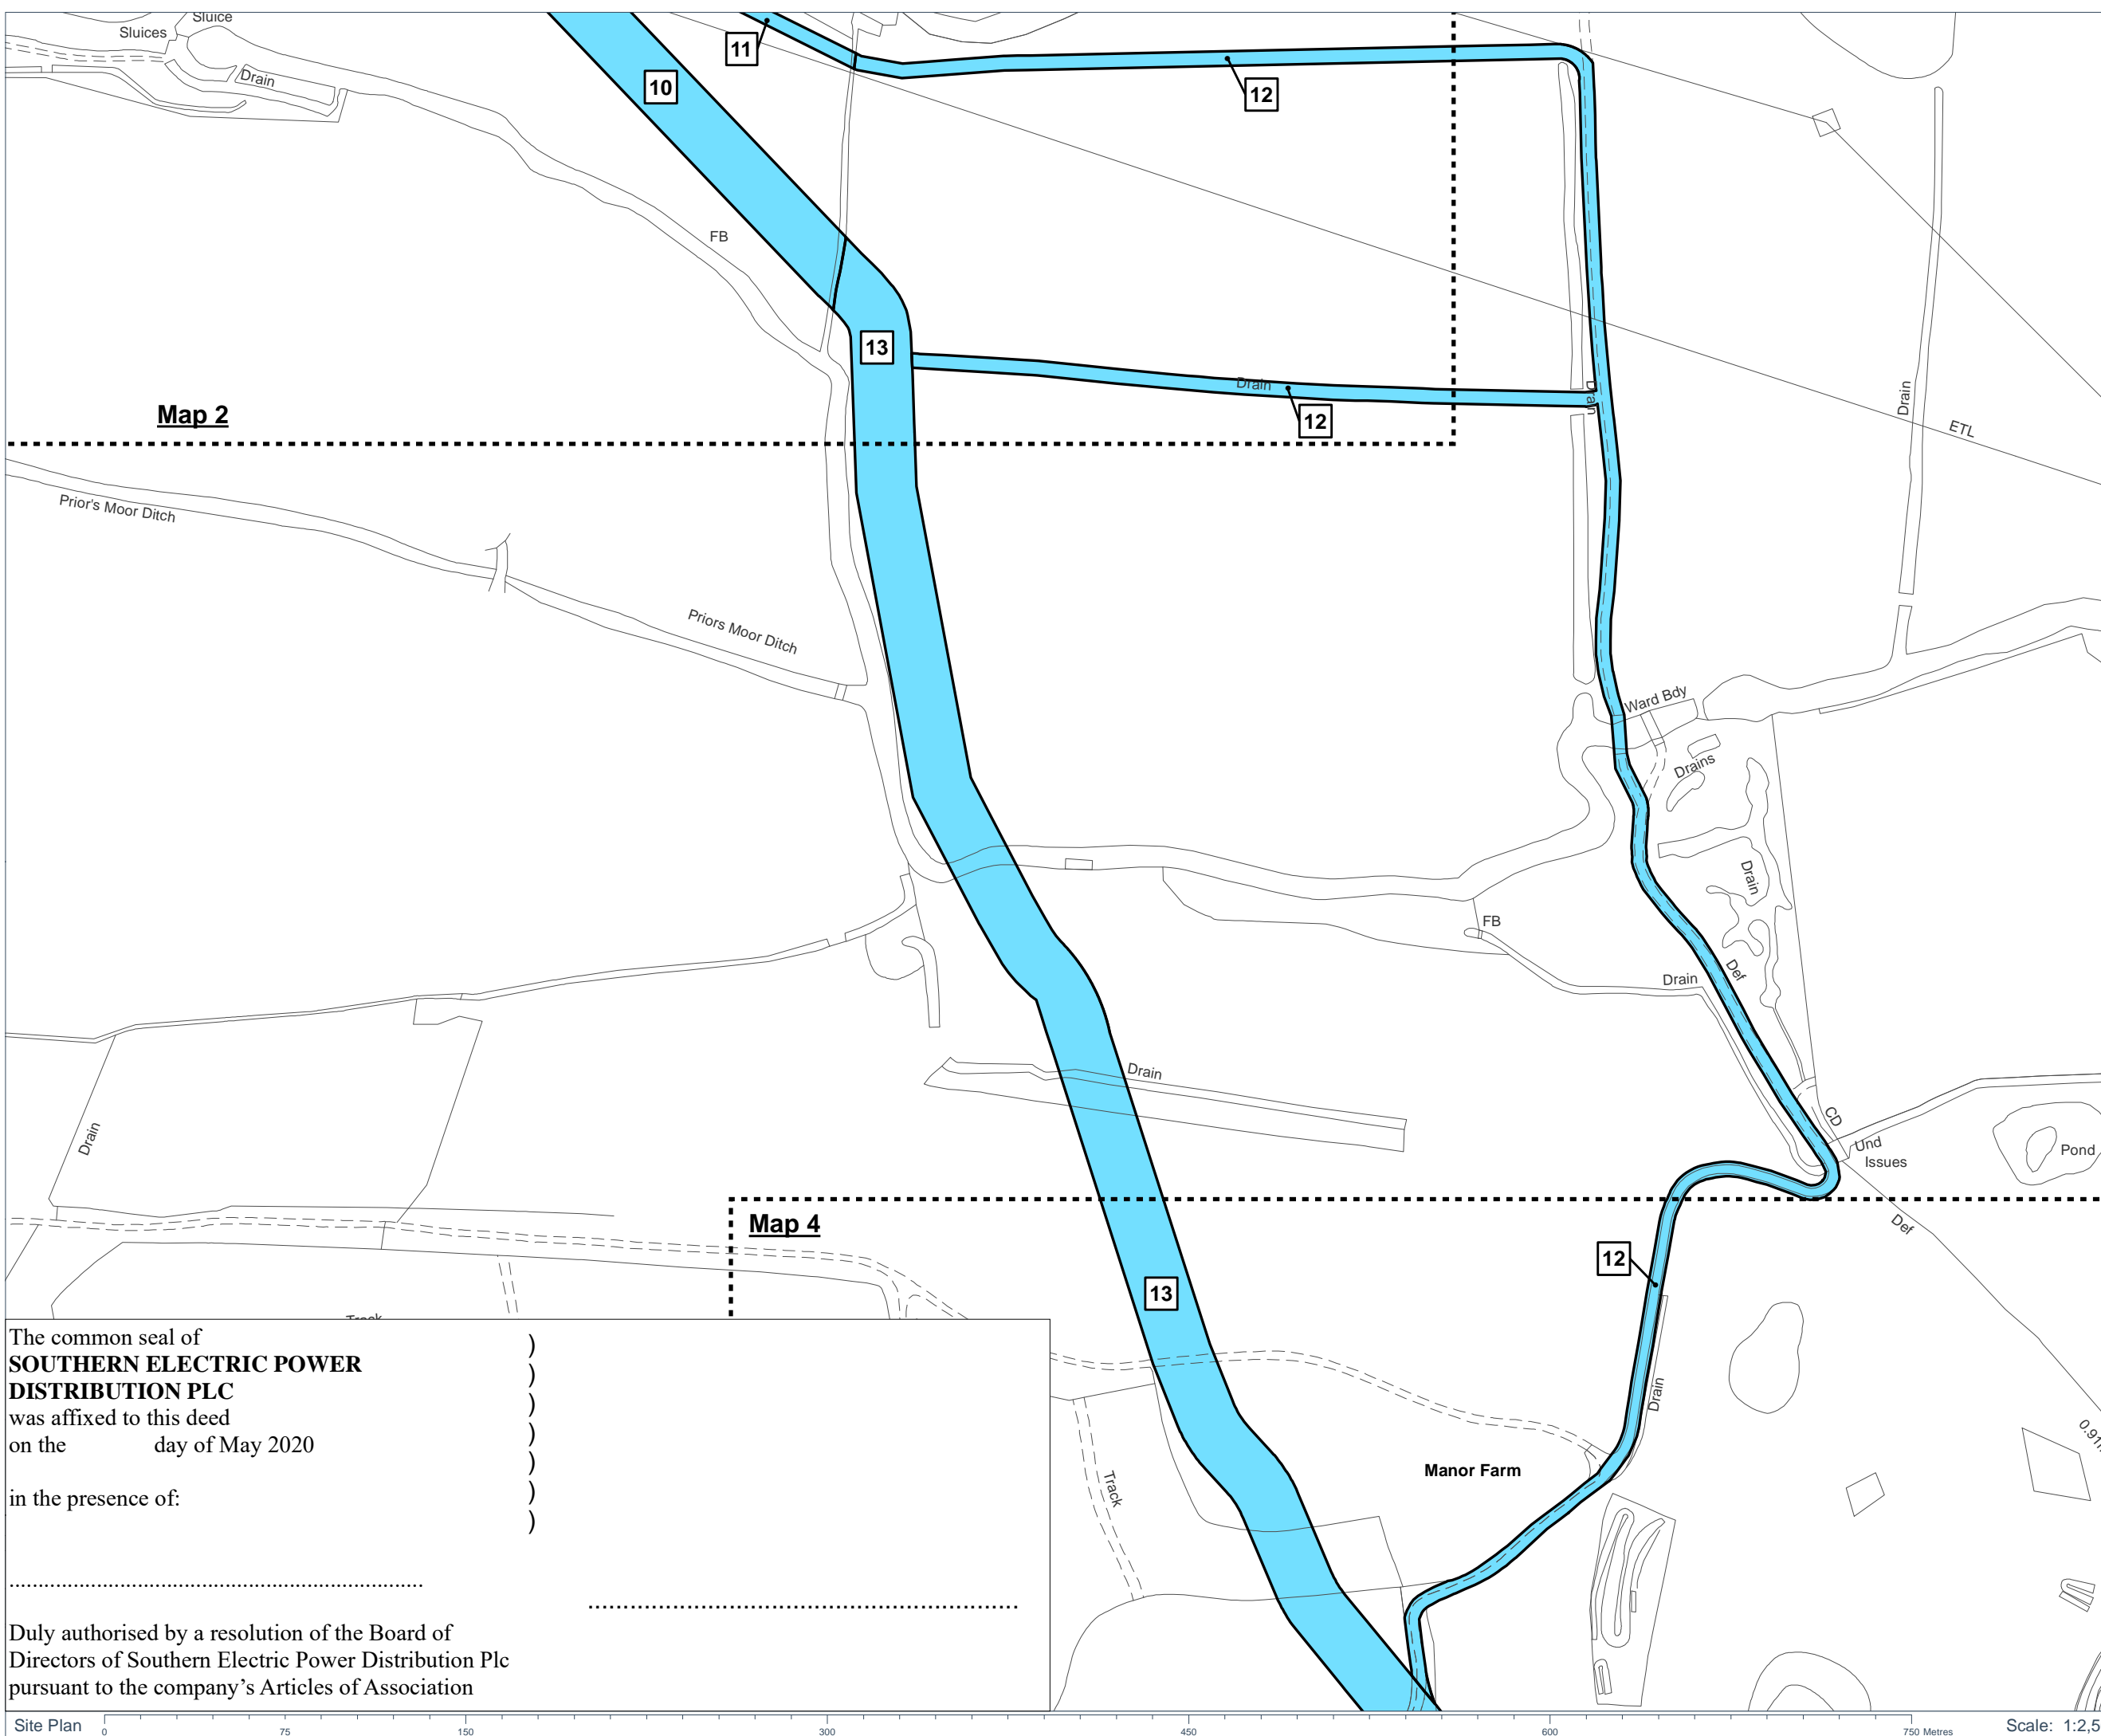 Sluice
Sluices
11
10
12
Drain
FB
13
Drain
12
Drain
Drain
Map 2
ETL
Prior's Moor Ditch
Priors Moor Ditch
Ward Bdy
Drains
Drain
FB
Drain
Def
Drain
CD
Drain
Und
Issues
Pond
Map 4
Def
12
13
Drain
Manor Farm
Track
The common seal of
SOUTHERN ELECTRIC POWER
DISTRIBUTION PLC
was affixed to this deed
on the day of May 2020
in the presence of:
)
)
)
)
)
)
)
Duly authorised by a resolution of the Board of
Directors of Southern Electric Power Distribution Plc
pursuant to the company’s Articles of Association
Site Plan 0 75 150 300 450 600 750 Metres Scale: 1:2,5